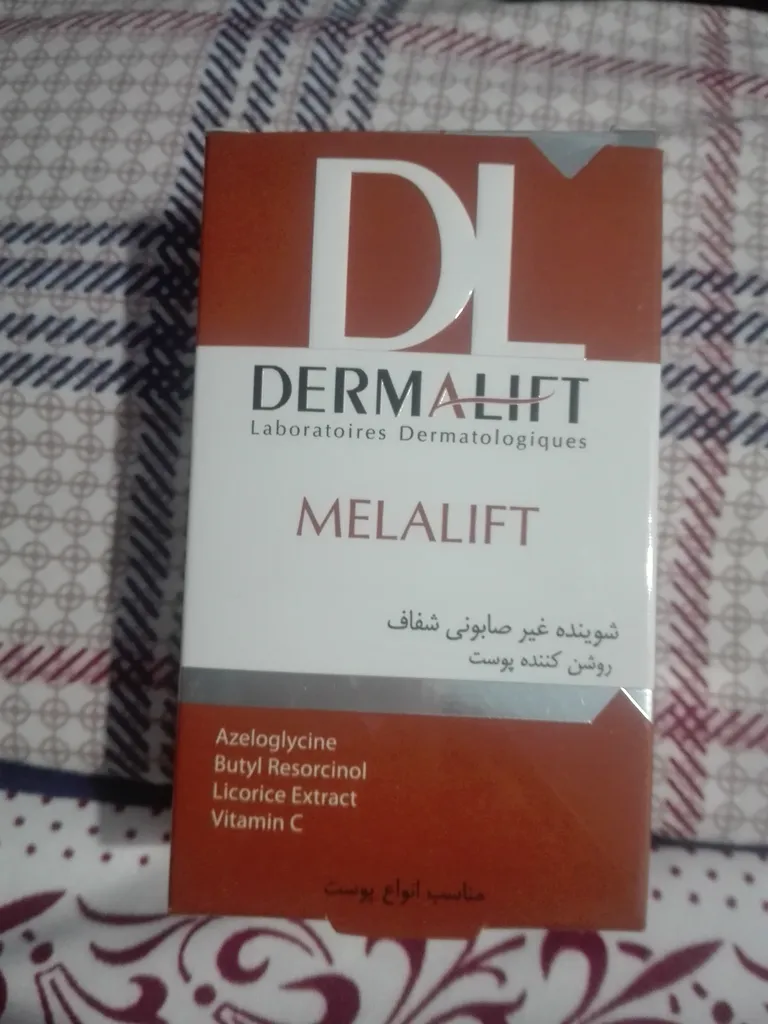 DL
DERMALIFT
Laboratoires Dermatologiques
MELALIFT
شوینده غیر صابونی شفاف
روشن کننده پوست
Azeloglycine
Butyl Resorcinol
Licorice Extract
Vitamin C
مناسب انواع پوست